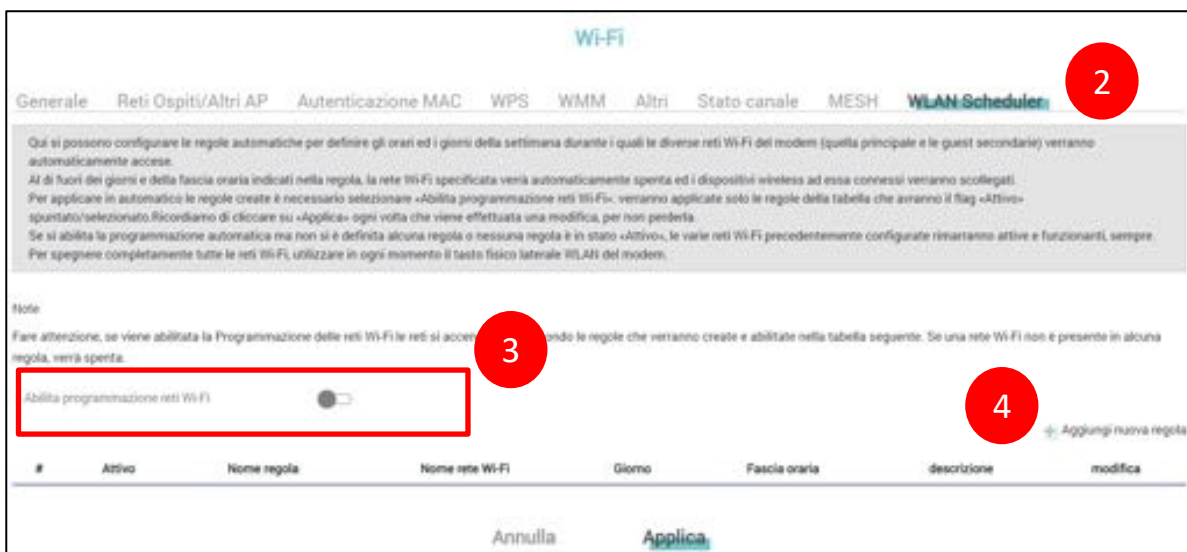 Wi-Fi
2
Generale Reti Ospiti/Altri AP Autenticazione MAC WPS WMM Altri Stato canale MESH WLAN Scheduler
Qui si possono configurare le regole automatiche per definire gli orari ed i giorni della settimana durante i quali le diverse reti Wi-Fi del modem (quella principale e le guest secondarie) verranno
automaticamente accese.
Al di fuori dei giorni e della fascia oraria indicati nella regola, la rete Wi-Fi specificata verrà automaticamente spenta ed i dispositivi wireless ad essa connessi verranno scollegati.
Per applicare in automatico le regole create è necessario selezionare «Abilita programmazione reti Wi-Fi». verranno applicate solo le regole della tabella che avranno il flag «Attivo»
spuntato/selezionato.Ricordiamo di cliccare su «Applica» ogni volta che viene effettuata una modifica, per non perderla.
Se si abilita la programmazione automatica ma non si è definita alcuna regola o nessuna regola è in stato «Attivo», le varie reti Wi-Fi precedentemente configurate rimarranno attive e funzionanti, sempre.
Per spegnere completamente tutte le reti Wi-Fi, utilizzare in ogni momento il tasto fisico laterale WLAN del modem.
Note
Fare attenzione, se viene abilitata la Programmazione delle reti Wi-Fi le reti si accen ondo le regole che verranno create e abilitate nella tabella seguente. Se una rete Wi-Fi non è presente in alcuna
regola, verrà spenta.
3
Abilita programmazione reti Wi-Fi
4
Aggiungi nuova regola
# Attivo Nome regola Nome rete Wi-Fi Giorno Fascia oraria descrizione modifica
Annulla Applica